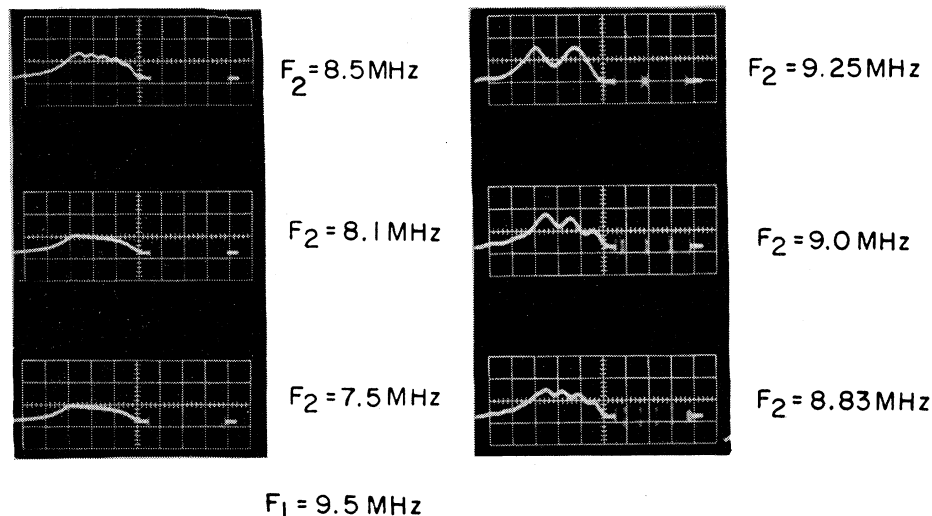 F2 = 8.5 MHz
F2 = 8.1 MHz
F2 = 7.5 MHz
F2 = 9.25 MHz
F2 = 9.0 MHz
F2 = 8.83 MHz
F1 = 9.5 MHz